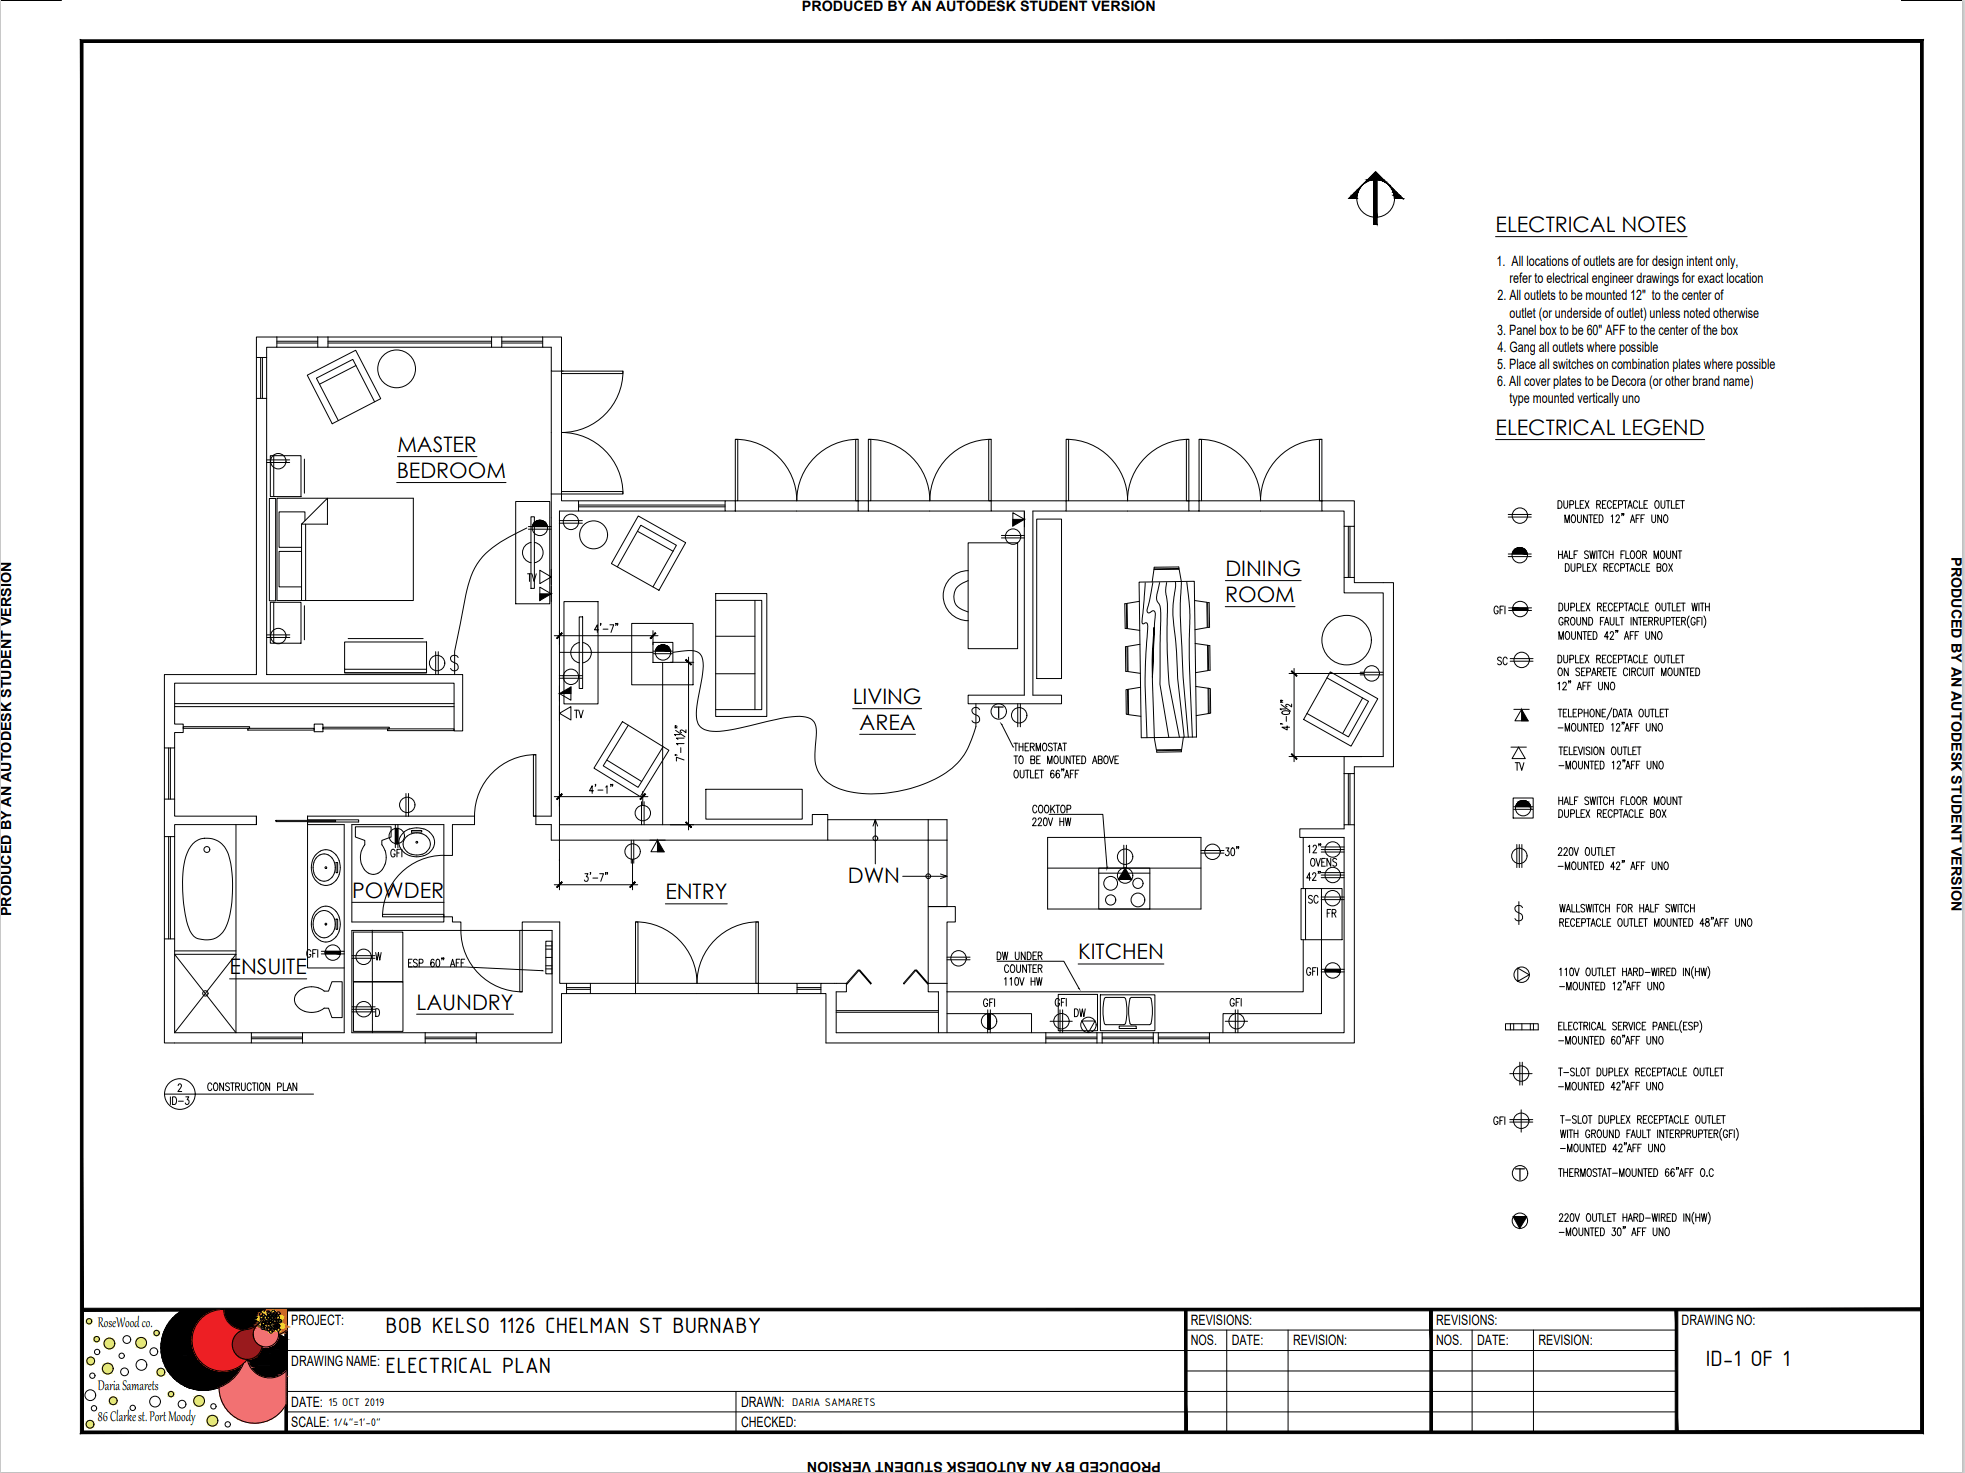 PRODUCED BY AN AUTODESK STUDENT VERSION
PRODUCED BY AN AUTODESK STUDENT VERSION
PRODUCED BY AN AUTODESK STUDENT VERSION
ELECTRICAL NOTES
1. All locations of outlets are for design intent only,
refer to electrical engineer drawings for exact location
2. All outlets to be mounted 12" to the center of
outlet (or underside of outlet) unless noted otherwise
3. Panel box to be 60" AFF to the center of the box
4. Gang all outlets where possible
5. Place all switches on combination plates where possible
6. All cover plates to be Decora (or other brand name)
type mounted vertically uno
ELECTRICAL LEGEND
DUPLEX RECEPTACLE OUTLET
MOUNTED 12" AFF UNO
HALF SWITCH FLOOR MOUNT
DUPLEX RECPTACLE BOX
GFI
DUPLEX RECEPTACLE OUTLET WITH
GROUND FAULT INTERRUPTER(GFI)
MOUNTED 42" AFF UNO
SC
DUPLEX RECEPTACLE OUTLET
ON SEPARETE CIRCUIT MOUNTED
12" AFF UNO
TELEPHONE/DATA OUTLET
-MOUNTED 12"AFF UNO
TV
TELEVISION OUTLET
-MOUNTED 12"AFF UNO
HALF SWITCH FLOOR MOUNT
DUPLEX RECPTACLE BOX
220V OUTLET
-MOUNTED 42" AFF UNO
S
WALLSWITCH FOR HALF SWITCH
RECEPTACLE OUTLET MOUNTED 48"AFF UNO
110V OUTLET HARD-WIRED IN(HW)
-MOUNTED 12"AFF UNO
ELECTRICAL SERVICE PANEL(ESP)
-MOUNTED 60"AFF UNO
T-SLOT DUPLEX RECEPTACLE OUTLET
-MOUNTED 42"AFF UNO
GFI
T-SLOT DUPLEX RECEPTACLE OUTLET
WITH GROUND FAULT INTERPRUPTER(GFI)
-MOUNTED 42"AFF UNO
T
THERMOSTAT-MOUNTED 66"AFF O.C
220V OUTLET HARD-WIRED IN(HW)
-MOUNTED 30" AFF UNO
MASTER
BEDROOM
TV
S
4'-7"
TV
7'-11½"
4'-1"
LIVING
AREA
S
T
THERMOSTAT
TO BE MOUNTED ABOVE
OUTLET 66"AFF
DINING
ROOM
4'-0½"
COOKTOP
220V HW
30"
12"
OVENS
42"
SC
FR
GFI
GFI
POWDER
3'-7"
ENTRY
DWN
KITCHEN
DW UNDER
COUNTER
110V HW
GFI
GFI
DW
GFI
GFI
ENSUITE
W
ESP 60" AFF
LAUNDRY
D
2
ID-3
CONSTRUCTION PLAN
RoseWood co.
Daria Samarets
86 Clarke st. Port Moody
PROJECT: BOB KELSO 1126 CHELMAN ST BURNABY
DRAWING NAME: ELECTRICAL PLAN
DATE: 15 OCT 2019
DRAWN: DARIA SAMARETS
SCALE: 1/4"=1'-0"
CHECKED:
REVISIONS:
NOS. DATE: REVISION:
REVISIONS:
NOS. DATE: REVISION:
DRAWING NO:
ID-1 OF 1
PRODUCED BY AN AUTODESK STUDENT VERSION